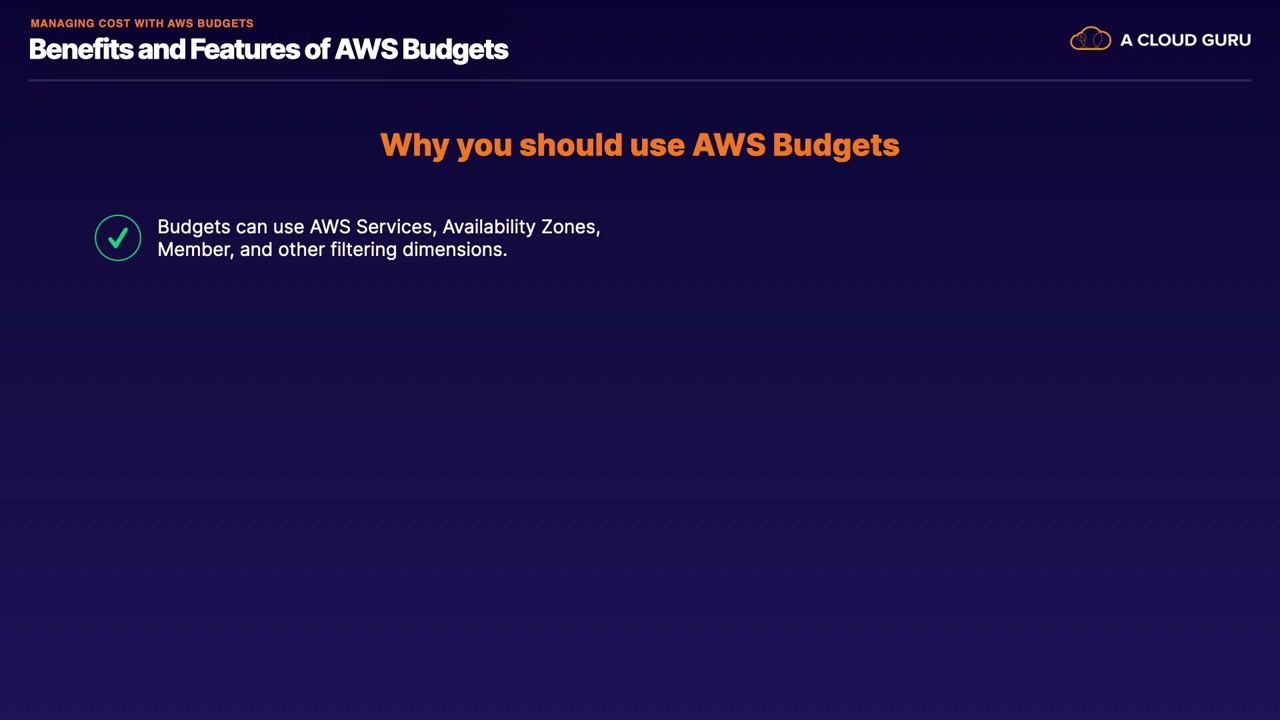 MANAGING COST WITH AWS BUDGETS
Benefits and Features of AWS Budgets
A CLOUD GURU
Why you should use AWS Budgets
Budgets can use AWS Services, Availability Zones,
Member, and other filtering dimensions.